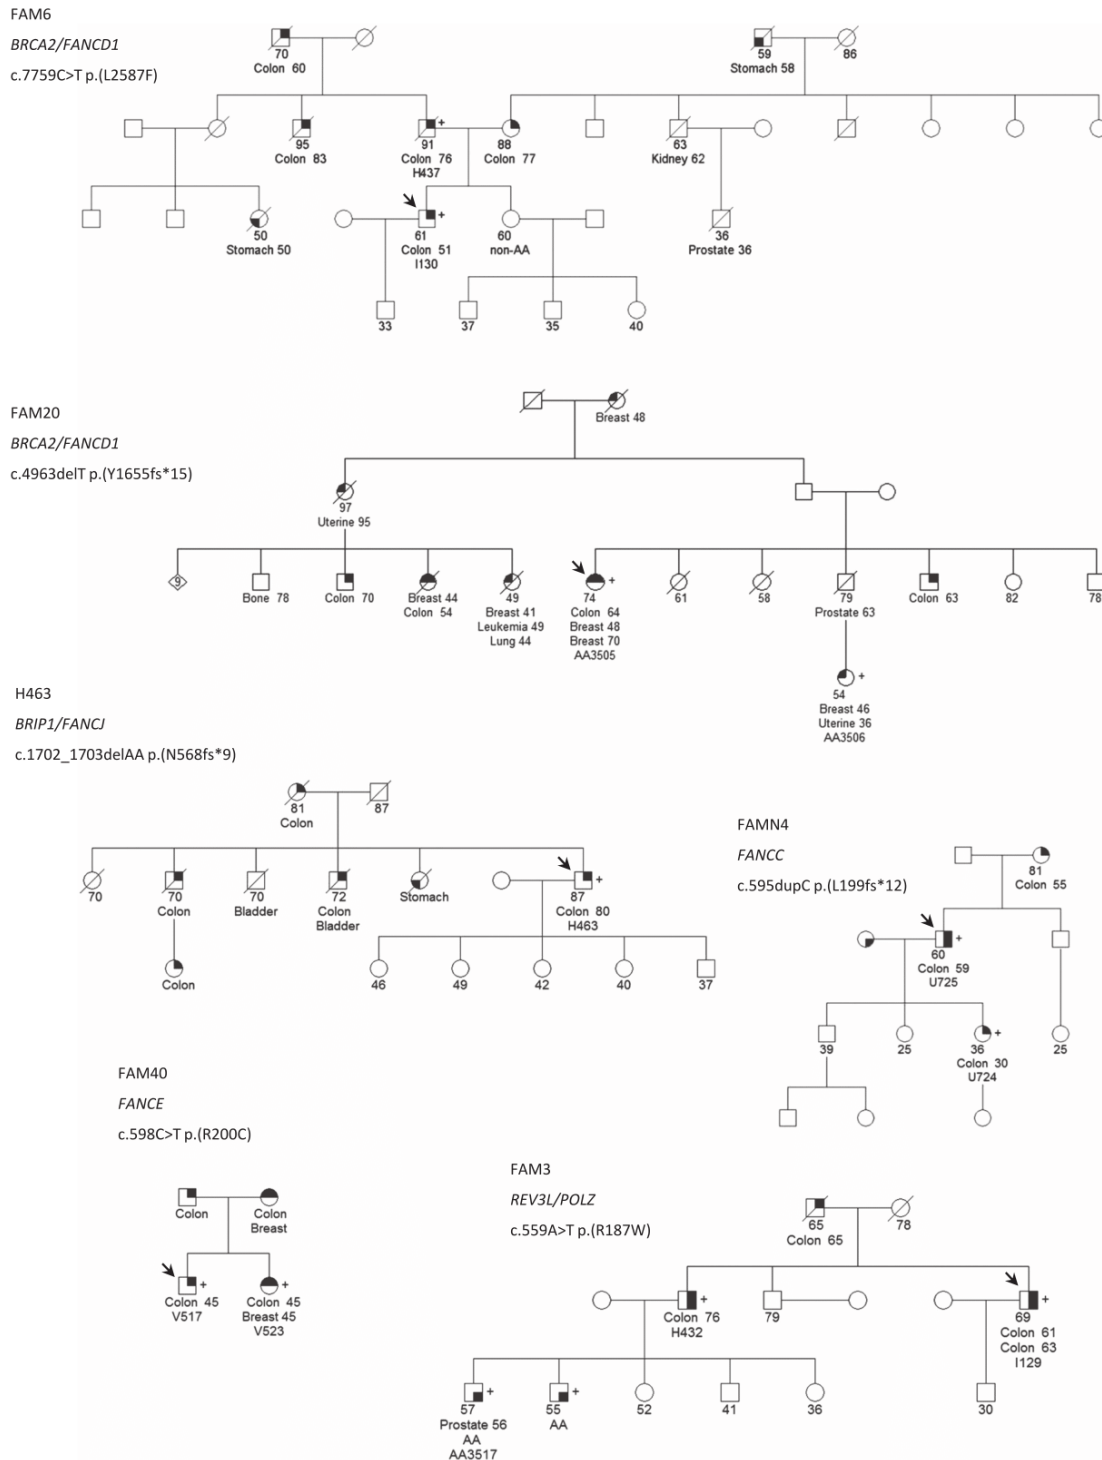 FAM6
BRCA2/FANCD1
c.7759C>T p.(L2587F)
70
Colon 60
59
Stomach 58
86
95
Colon 83
+
91
Colon 76
H437
88
Colon 77
63
Kidney 62
50
Stomach 50
+
61
Colon 51
I130
60
non-AA
36
Prostate 36
33
37
35
40
FAM20
BRCA2/FANCD1
c.4963delT p.(Y1655fs*15)
Breast 48
97
Uterine 95
9
Bone 78
Colon 70
Breast 44
Colon 54
49
Breast 41
Leukemia 49
Lung 44
+
74
Colon 64
Breast 48
Breast 70
AA3505
61
58
79
Prostate 63
Colon 63
82
78
+
54
Breast 46
Uterine 36
AA3506
H463
BRIP1/FANCJ
c.1702_1703delAA p.(N568fs*9)
81
Colon
87
70
70
Colon
70
Bladder
72
Colon
Bladder
Stomach
+
87
Colon 80
H463
Colon
46
49
42
40
37
FAMN4
FANCC
c.595dupC p.(L199fs*12)
81
Colon 55
+
60
Colon 59
U725
39
25
+
36
Colon 30
U724
25
FAM40
FANCE
c.598C>T p.(R200C)
Colon
Colon
Breast
+
Colon 45
V517
+
Colon 45
Breast 45
V523
FAM3
REV3L/POLZ
c.559A>T p.(R187W)
65
Colon 65
78
+
Colon 76
H432
79
+
69
Colon 61
Colon 63
I129
+
57
Prostate 56
AA
AA3517
+
55
AA
52
41
36
30